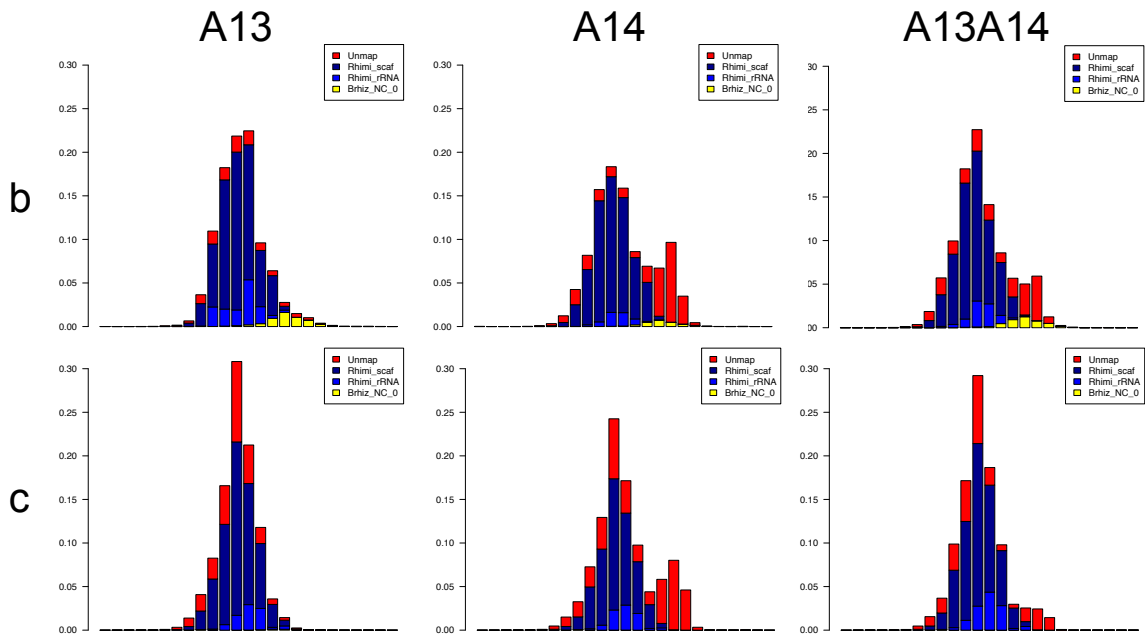 A13 A14 A13A14
b
0.30
0.25
0.20
0.15
0.10
0.05
0.00
Unmap
Rhimi_scaf
Rhimi_rRNA
Brhiz_NC_0
0.30
0.25
0.20
0.15
0.10
0.05
0.00
Unmap
Rhimi_scaf
Rhimi_rRNA
Brhiz_NC_0
30
25
20
15
10
05
00
Unmap
Rhimi_scaf
Rhimi_rRNA
Brhiz_NC_0
c
0.30
0.25
0.20
0.15
0.10
0.05
0.00
Unmap
Rhimi_scaf
Rhimi_rRNA
Brhiz_NC_0
0.30
0.25
0.20
0.15
0.10
0.05
0.00
Unmap
Rhimi_scaf
Rhimi_rRNA
Brhiz_NC_0
0.30
0.25
0.20
0.15
0.10
0.05
0.00
Unmap
Rhimi_scaf
Rhimi_rRNA
Brhiz_NC_0